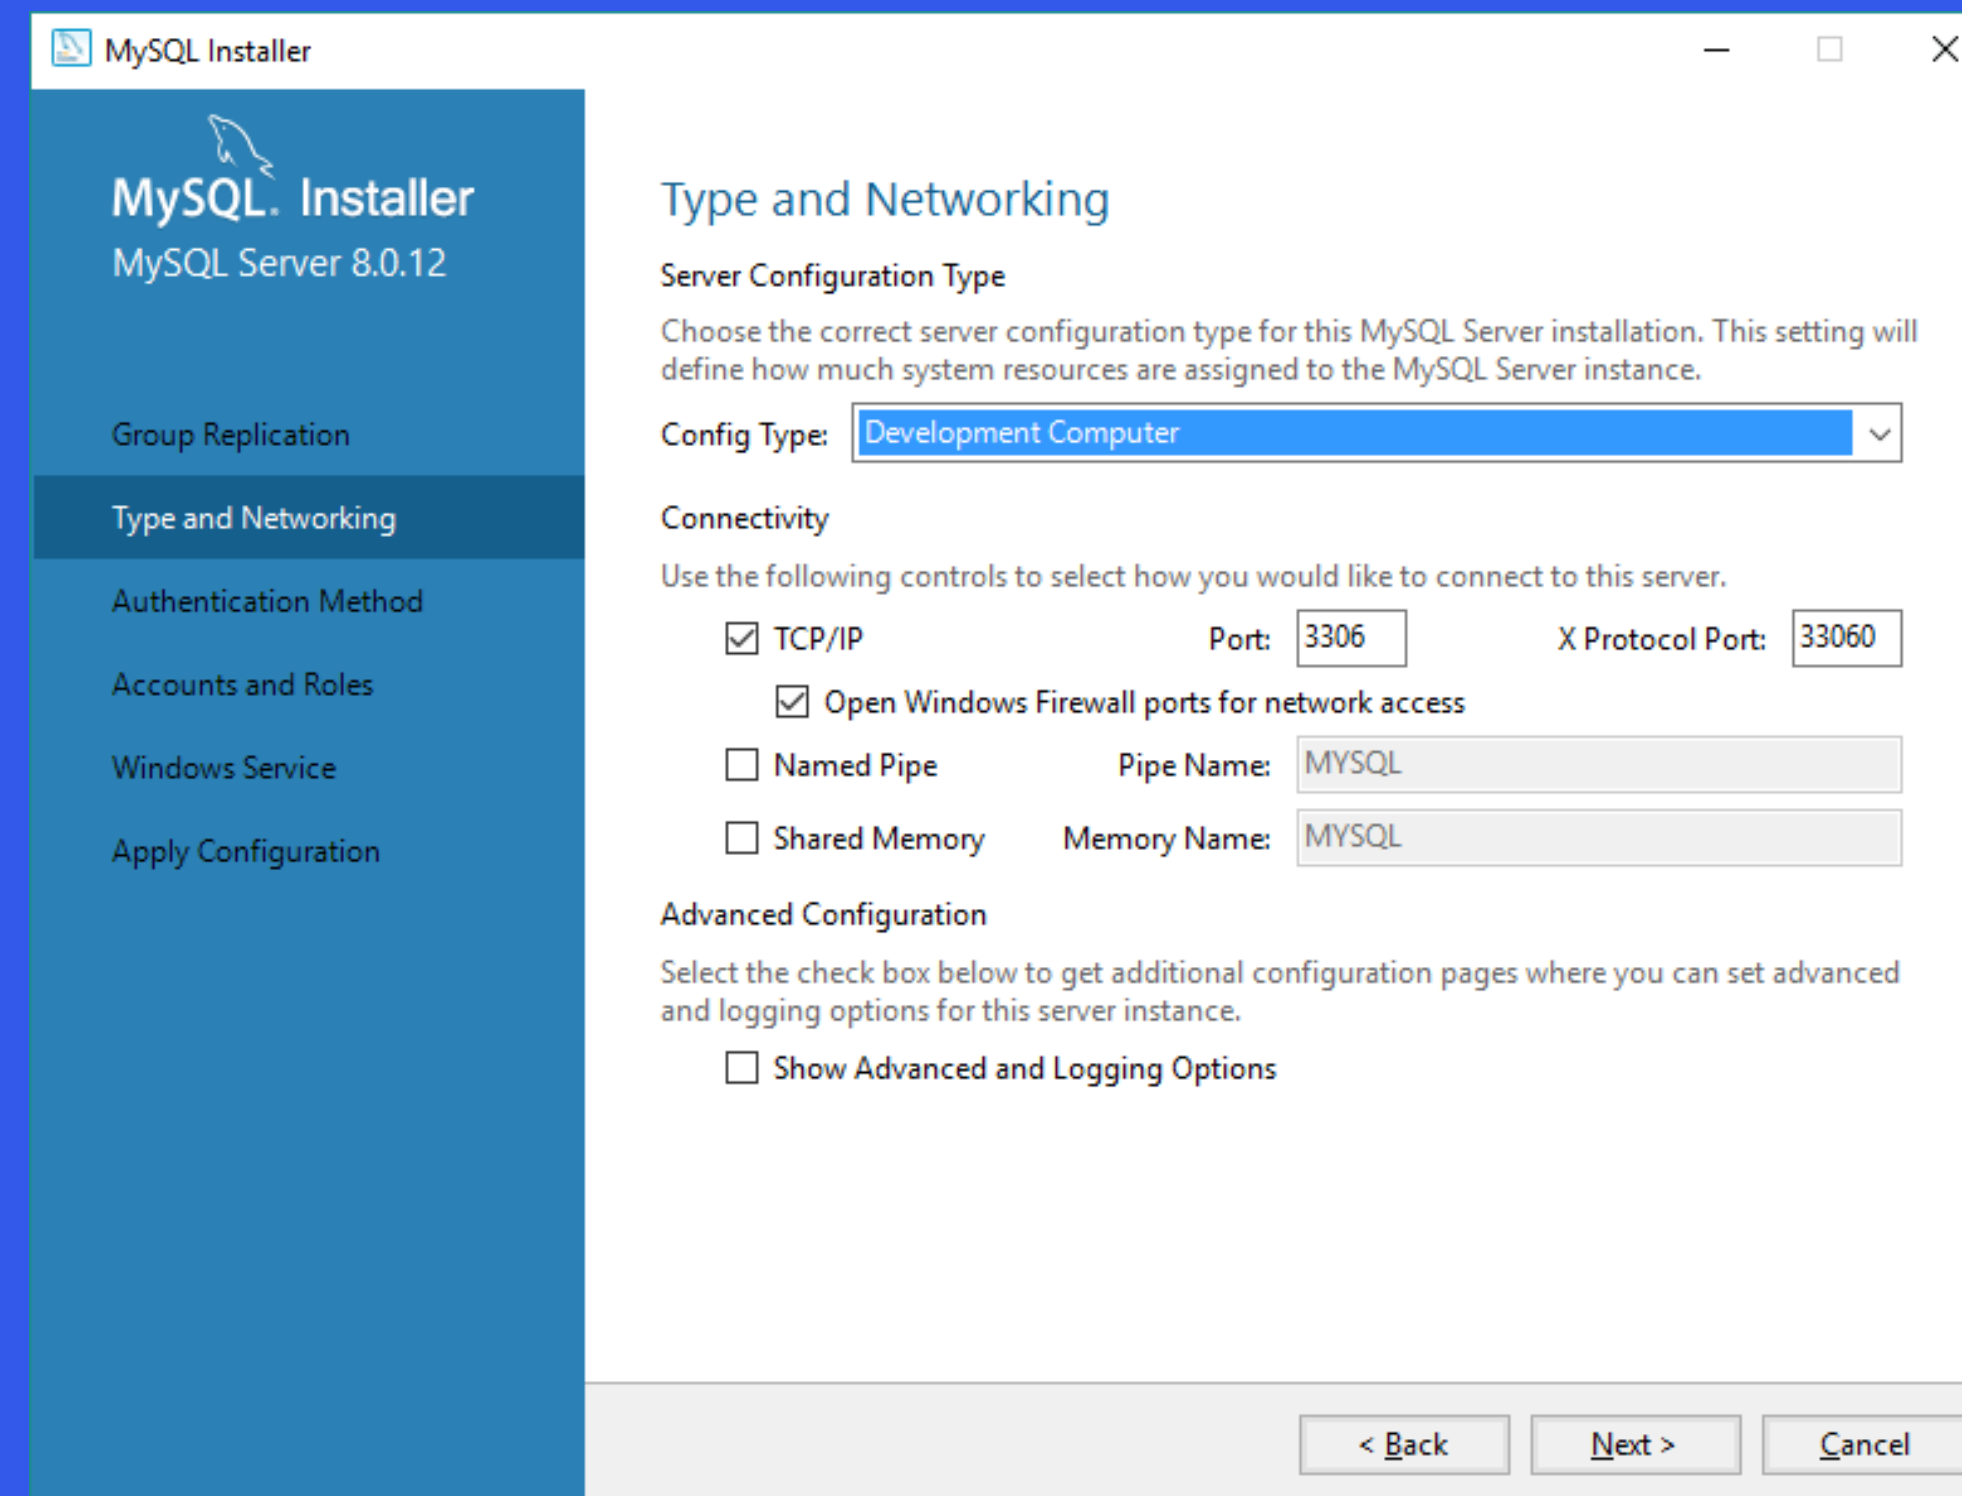 MySQL Installer
MySQL. Installer
MySQL Server 8.0.12
Group Replication
Type and Networking
Authentication Method
Accounts and Roles
Windows Service
Apply Configuration
Type and Networking
Server Configuration Type
Choose the correct server configuration type for this MySQL Server installation. This setting will
define how much system resources are assigned to the MySQL Server instance.
Config Type: Development Computer
Connectivity
Use the following controls to select how you would like to connect to this server.
TCP/IP Port: 3306 X Protocol Port: 33060
Open Windows Firewall ports for network access
Named Pipe Pipe Name: MYSQL
Shared Memory Memory Name: MYSQL
Advanced Configuration
Select the check box below to get additional configuration pages where you can set advanced
and logging options for this server instance.
Show Advanced and Logging Options
< Back Next > Cancel